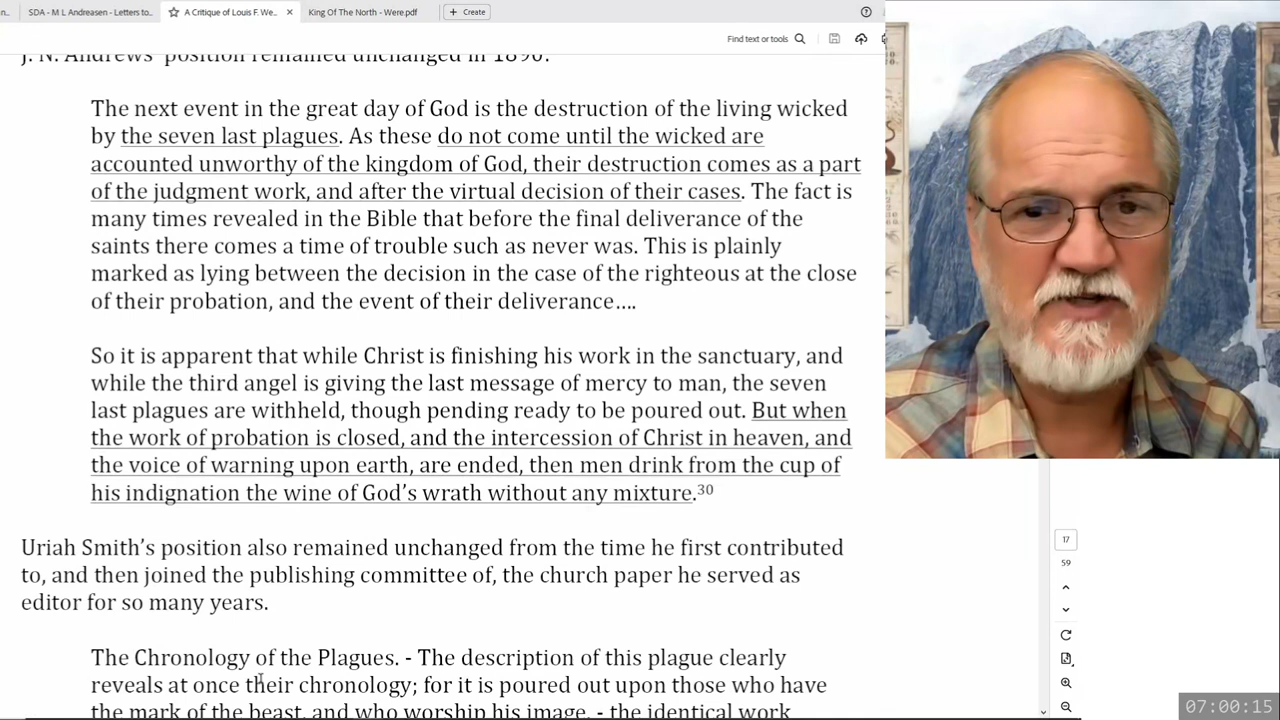 SDA - M L Andreasen - Letters to...
A Critique of Louis F. We...
King Of The North - Were.pdf
Create
Find text or tools
J. N. Andrews' position remained unchanged in 1890.
The next event in the great day of God is the destruction of the living wicked
by the seven last plagues. As these do not come until the wicked are
accounted unworthy of the kingdom of God, their destruction comes as a part
of the judgment work, and after the virtual decision of their cases. The fact is
many times revealed in the Bible that before the final deliverance of the
saints there comes a time of trouble such as never was. This is plainly
marked as lying between the decision in the case of the righteous at the close
of their probation, and the event of their deliverance....
So it is apparent that while Christ is finishing his work in the sanctuary, and
while the third angel is giving the last message of mercy to man, the seven
last plagues are withheld, though pending ready to be poured out. But when
the work of probation is closed, and the intercession of Christ in heaven, and
the voice of warning upon earth, are ended, then men drink from the cup of
his indignation the wine of God's wrath without any mixture.30
Uriah Smith's position also remained unchanged from the time he first contributed
to, and then joined the publishing committee of, the church paper he served as
editor for so many years.
The Chronology of the Plagues. - The description of this plague clearly
reveals at once their chronology; for it is poured out upon those who have
the mark of the beast, and who worship his image, - the identical work
17
59
07:00:15